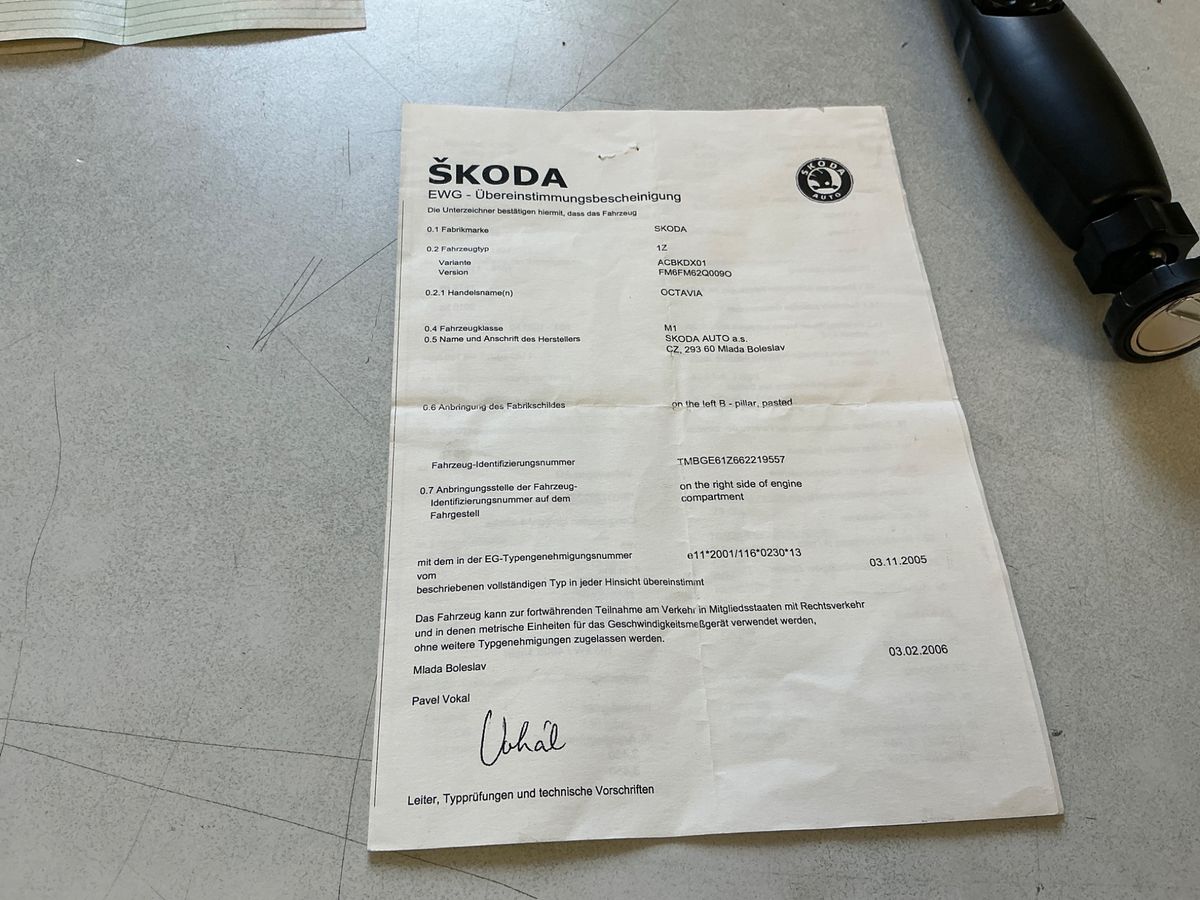 ŠKODA
ŠKODA
AUTO
EWG - Übereinstimmungsbescheinigung
Die Unterzeichner bestätigen hiermit, dass das Fahrzeug
0.1 Fabrikmarke SKODA
0.2 Fahrzeugtyp 1Z
Variante ACBKDX01
Version FM6FM62Q009O
0.2.1 Handelsname(n) OCTAVIA
0.4 Fahrzeugklasse M1
0.5 Name und Anschrift des Herstellers SKODA AUTO a.s.
CZ, 293 60 Mlada Boleslav
0.6 Anbringung des Fabrikschildes on the left B - pillar, pasted
Fahrzeug-Identifizierungsnummer TMBGE61Z662219557
0.7 Anbringungsstelle der Fahrzeug- on the right side of engine
Identifizierungsnummer auf dem compartment
Fahrgestell
mit dem in der EG-Typengenehmigungsnummer e11*2001/116*0230*13
vom 03.11.2005
beschriebenen vollständigen Typ in jeder Hinsicht übereinstimmt
Das Fahrzeug kann zur fortwährenden Teilnahme am Verkehr in Mitgliedsstaaten mit Rechtsverkehr
und in denen metrische Einheiten für das Geschwindigkeitsmeßgerät verwendet werden,
ohne weitere Typgenehmigungen zugelassen werden.
Mlada Boleslav 03.02.2006
Pavel Vokal
Vokál
Leiter, Typprüfungen und technische Vorschriften